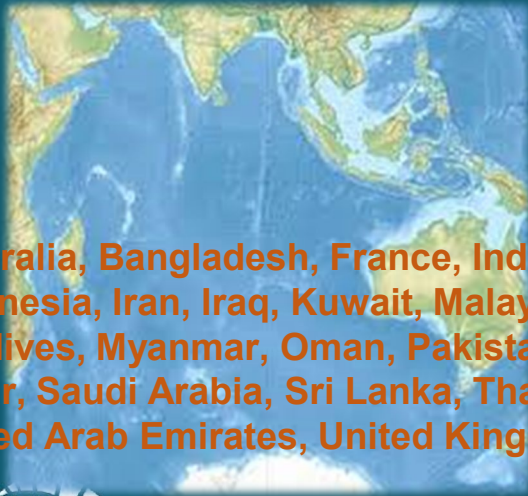 ralia, Bangladesh, France, Ind
nesia, Iran, Iraq, Kuwait, Malay
lives, Myanmar, Oman, Pakista
r, Saudi Arabia, Sri Lanka, Tha
ed Arab Emirates, United King